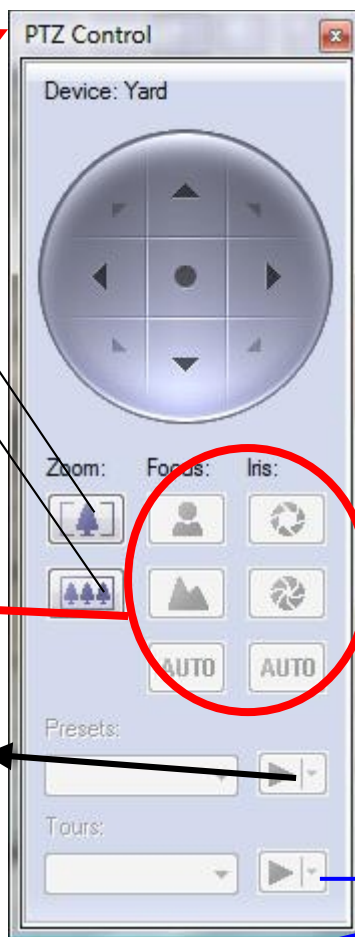 PTZ Control
Device: Yard
Zoom: Focus: Iris:
AUTO AUTO
Presets:
Tours: